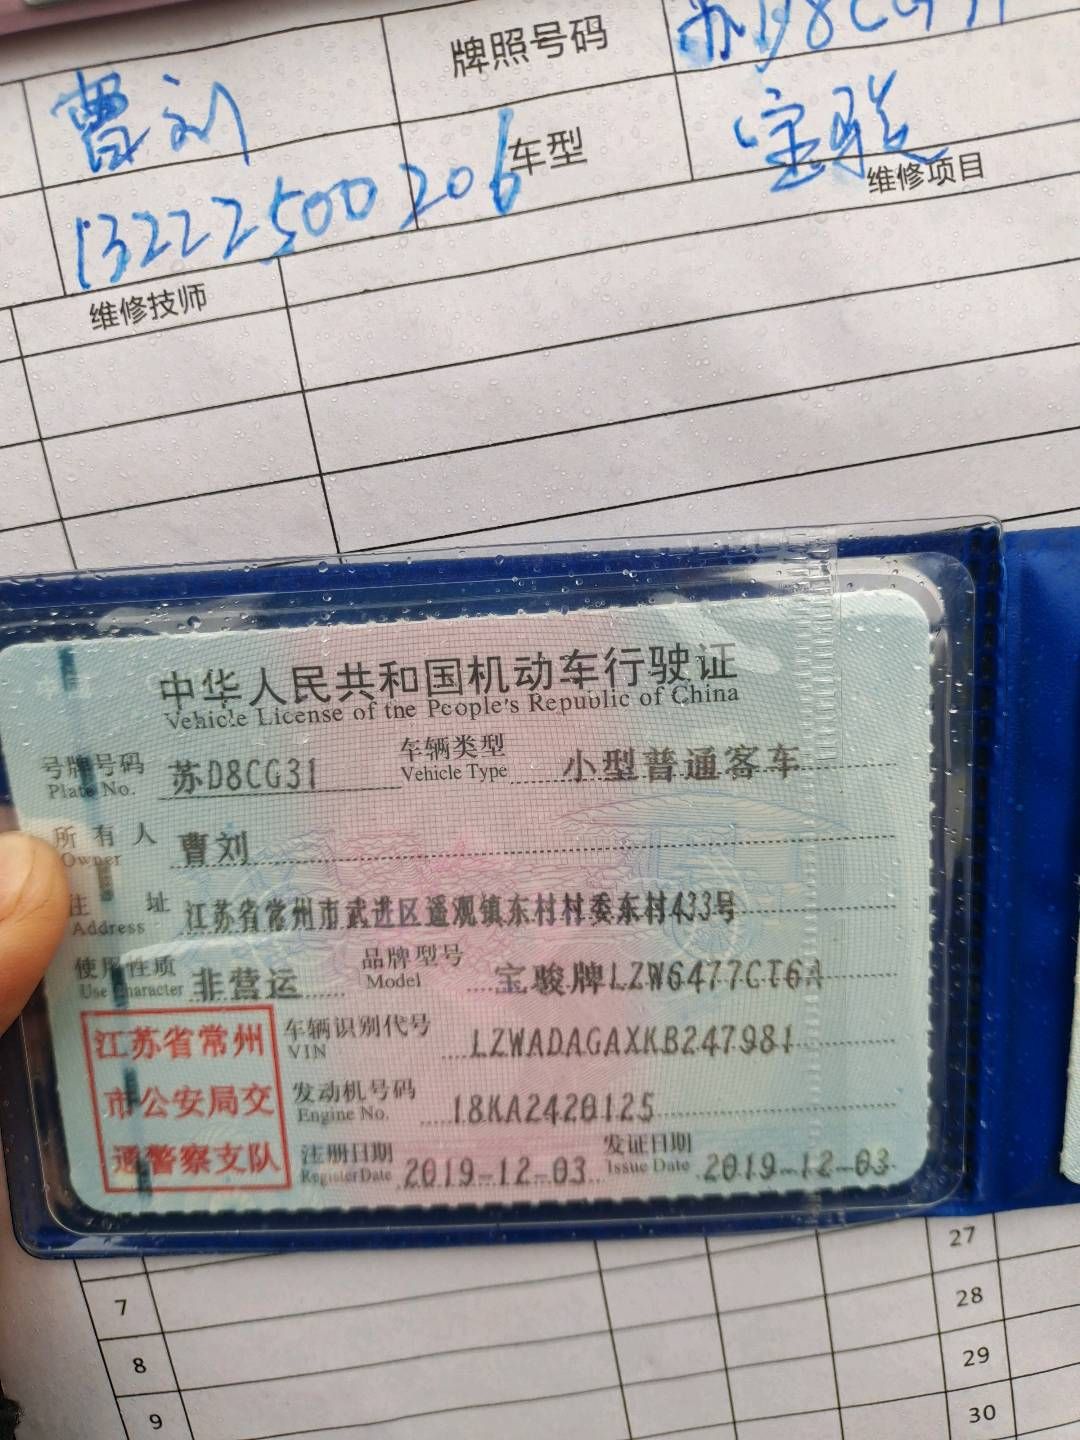 牌照号码
苏D8CG31
曹刘
车型
宝骏
13222500206
维修项目
维修技师
中华人民共和国机动车行驶证
Vehicle License of the People's Republic of China
号牌号码 苏D8CG31 车辆类型 小型普通客车
Plate No. Vehicle Type
所有人 曹刘
Owner
住址 江苏省常州市武进区遥观镇东村村委东村433号
Address
使用性质 非营运 品牌型号 宝骏牌LZW6477CT6A
Use Character Model
江苏省常州
市公安局交
通警察支队
车辆识别代号 LZWADAGAXKB247981
VIN
发动机号码 18KA2420125
Engine No.
注册日期 2019-12-03 发证日期 2019-12-03
Register Date Issue Date
27
7
28
8
29
9
30